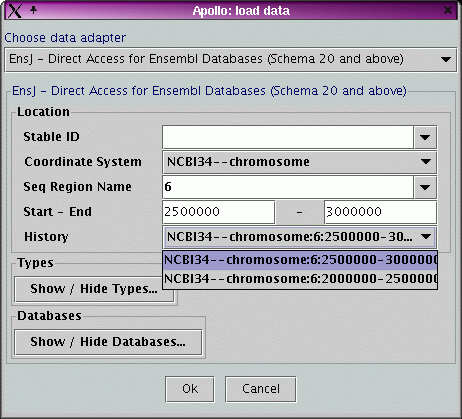 Apollo: load data
Choose data adapter
EnsJ - Direct Access for Ensembl Databases (Schema 20 and above)
EnsJ - Direct Access for Ensembl Databases (Schema 20 and above)
Location
Stable ID
Coordinate System NCBI34--chromosome
Seq Region Name 6
Start - End 2500000 - 3000000
History NCBI34--chromosome:6:2500000-30...
NCBI34--chromosome:6:2500000-3000000
NCBI34--chromosome:6:2000000-2500000
Types
Show / Hide Types...
Databases
Show / Hide Databases...
Ok Cancel